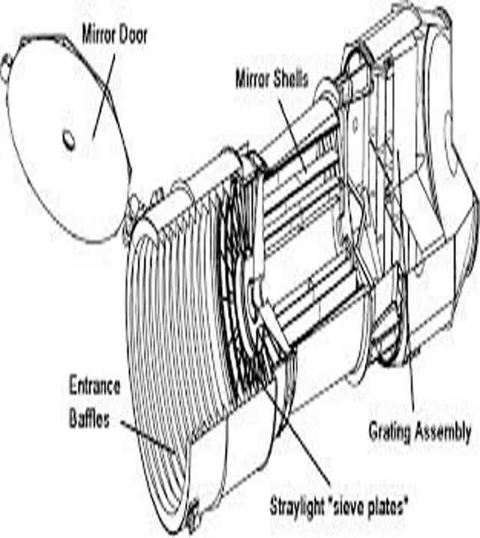 Mirror Door
Mirror Shells
Entrance
Baffles
Grating Assembly
Straylight "sieve plates"